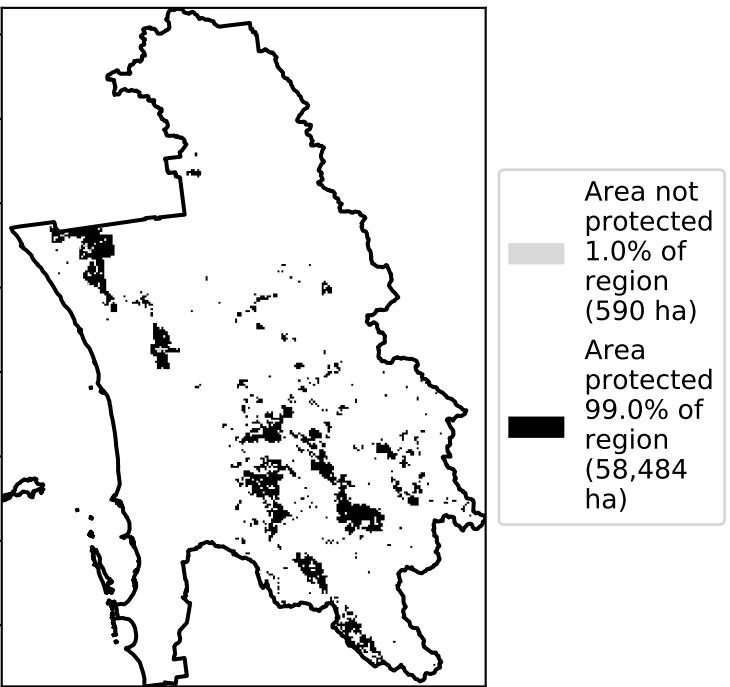 Area not
protected
1.0% of
region
(590 ha)
Area
protected
99.0% of
region
(58,484
ha)